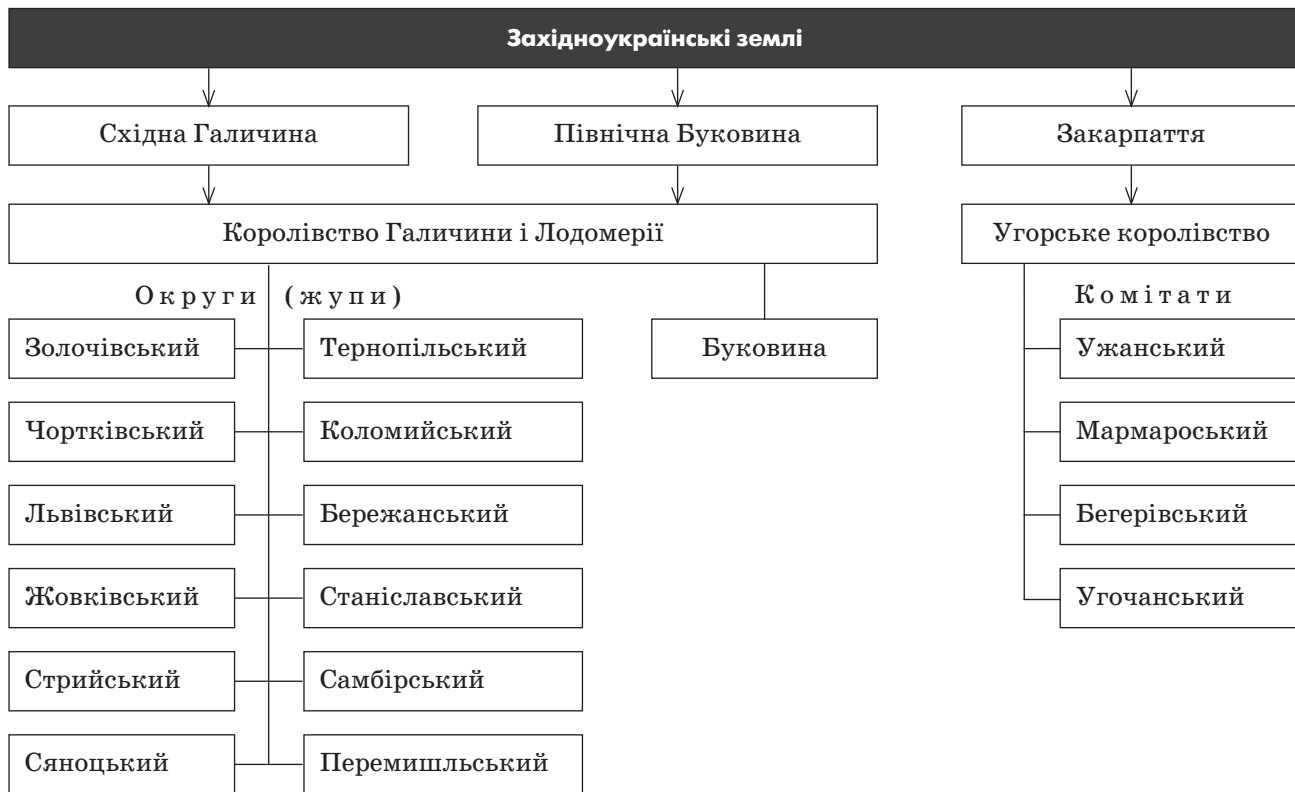 Західноукраїнські землі
Східна Галичина
Північна Буковина
Закарпаття
Королівство Галичини і Лодомерії
Угорське королівство
Округи (жупи)
Комітати
Золочівський
Тернопільський
Буковина
Ужанський
Чортківський
Коломийський
Мармароський
Львівський
Бережанський
Бегерівський
Жовківський
Станіславський
Угочанський
Стрийський
Самбірський
Сяноцький
Перемишльський